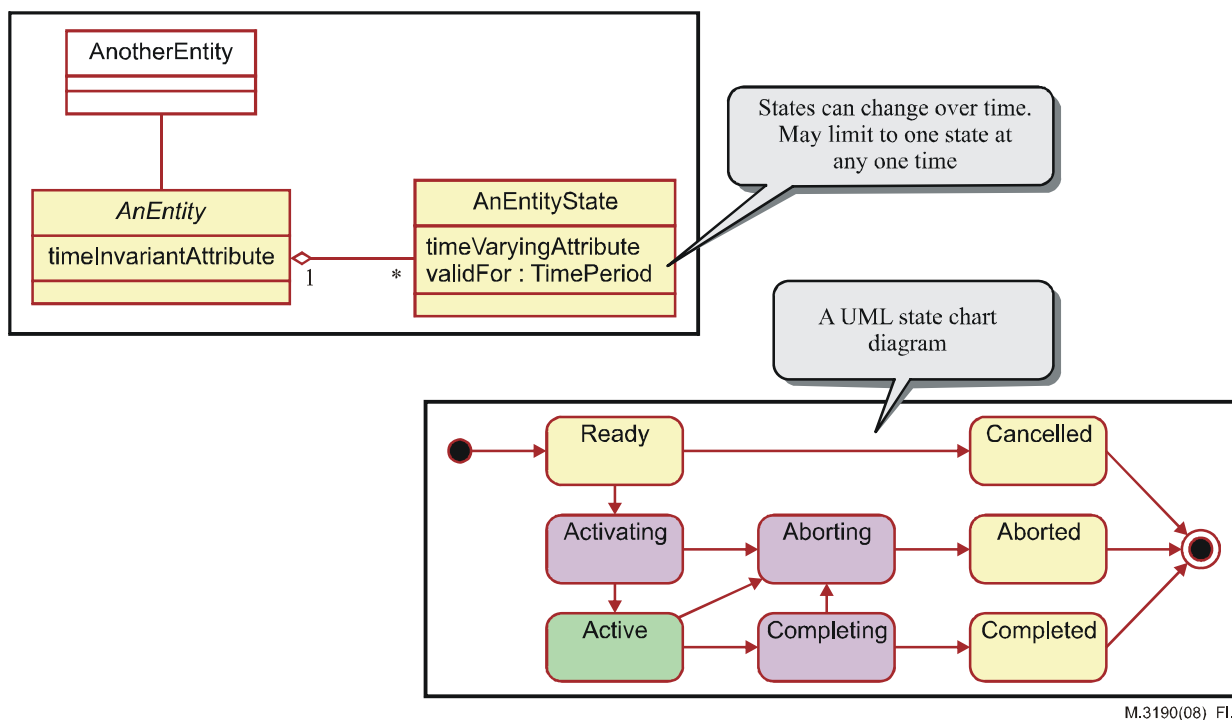 AnotherEntity
States can change over time.
May limit to one state at
any one time
AnEntity
timeInvariantAttribute
1
*
AnEntityState
timeVaryingAttribute
validFor : TimePeriod
A UML state chart
diagram
Ready
Cancelled
Activating
Aborting
Aborted
Active
Completing
Completed
M.3190(08)_FI